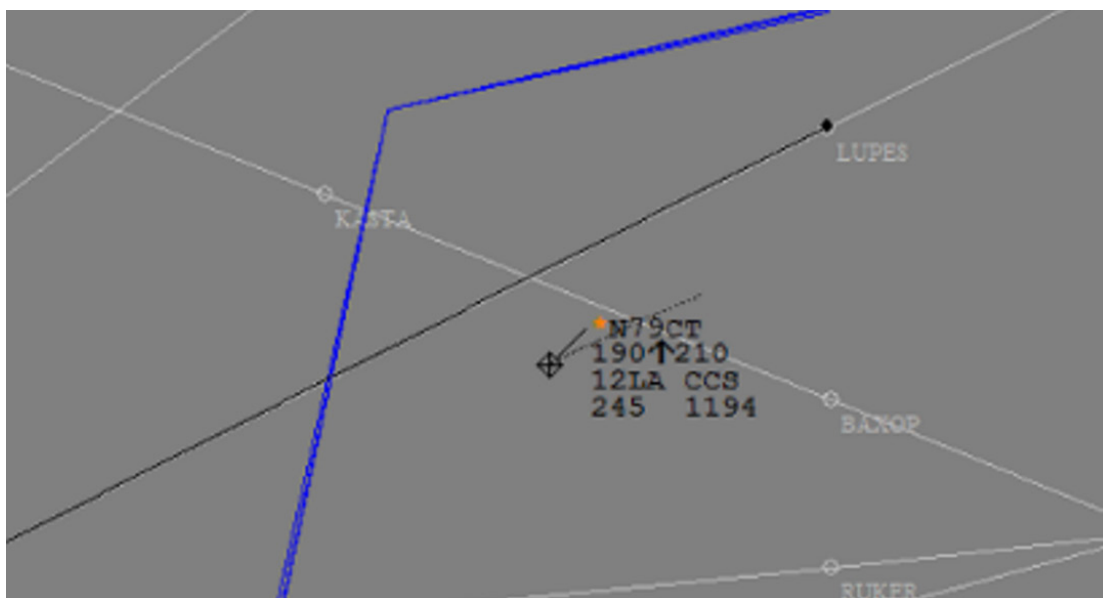 LUPES
KASTA
N79CT
190↑210
12LA CCS
245 1194
BAXOP
RUKER